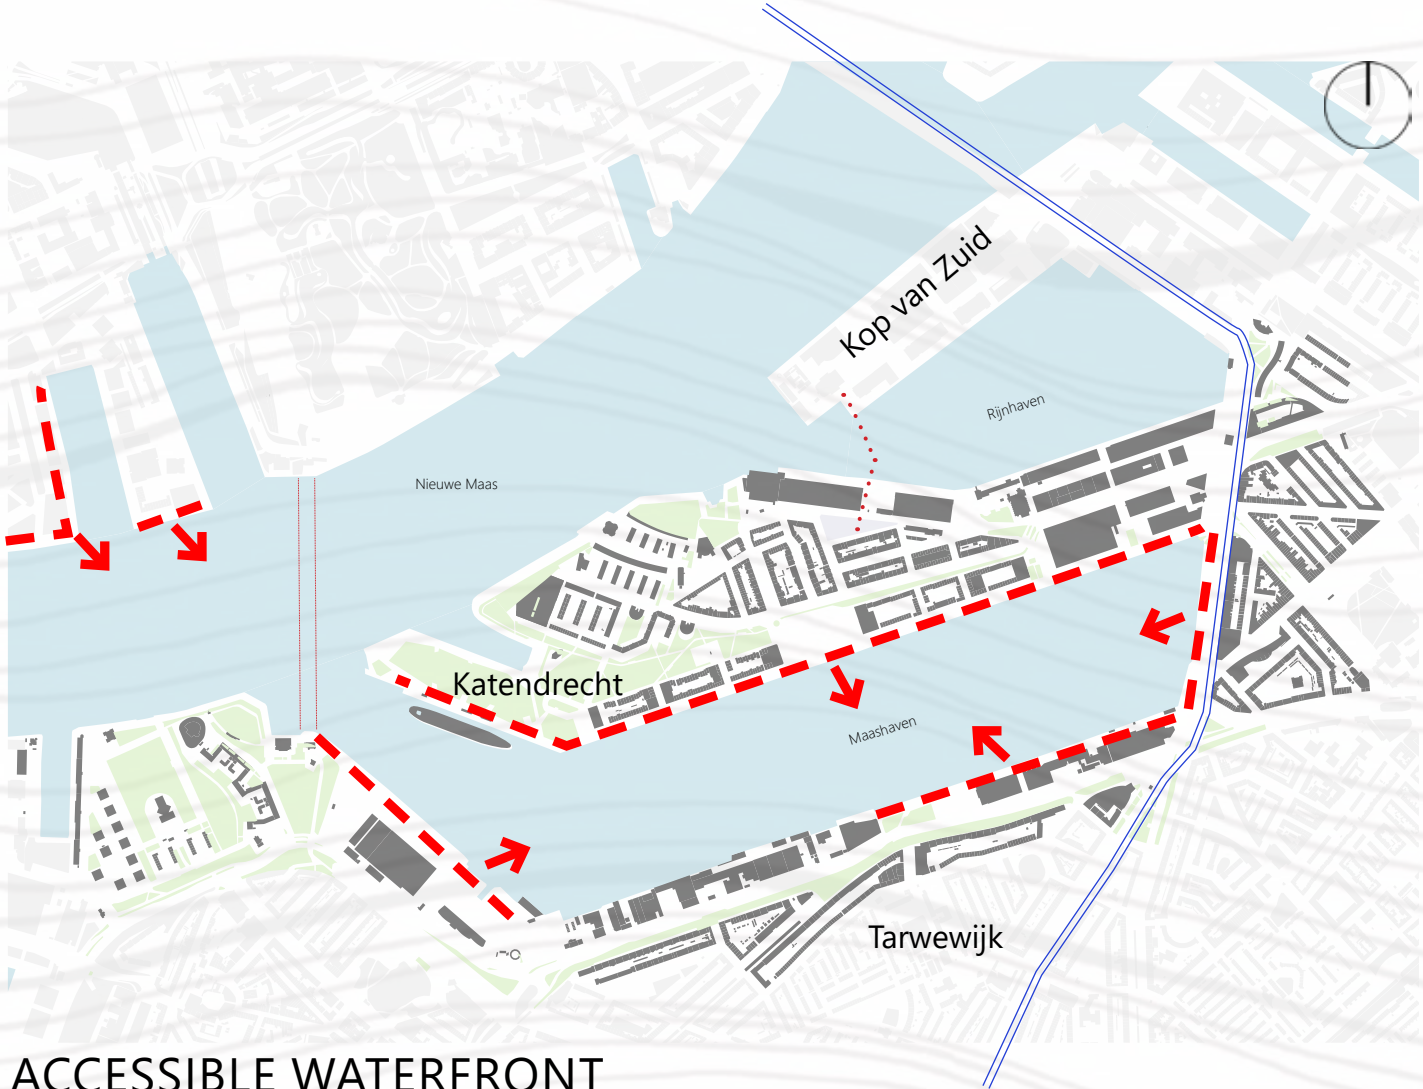 Kop van Zuid
Rijnhaven
Nieuwe Maas
Katendrecht
Maashaven
Tarwewijk
ACCESSIBLE WATERFRONT